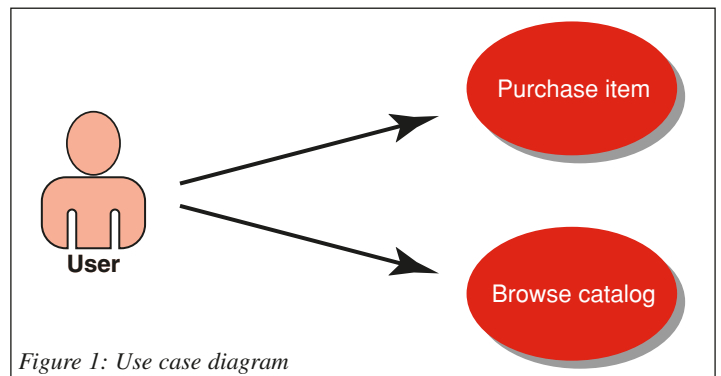 Purchase item
User
Browse catalog
Figure 1: Use case diagram